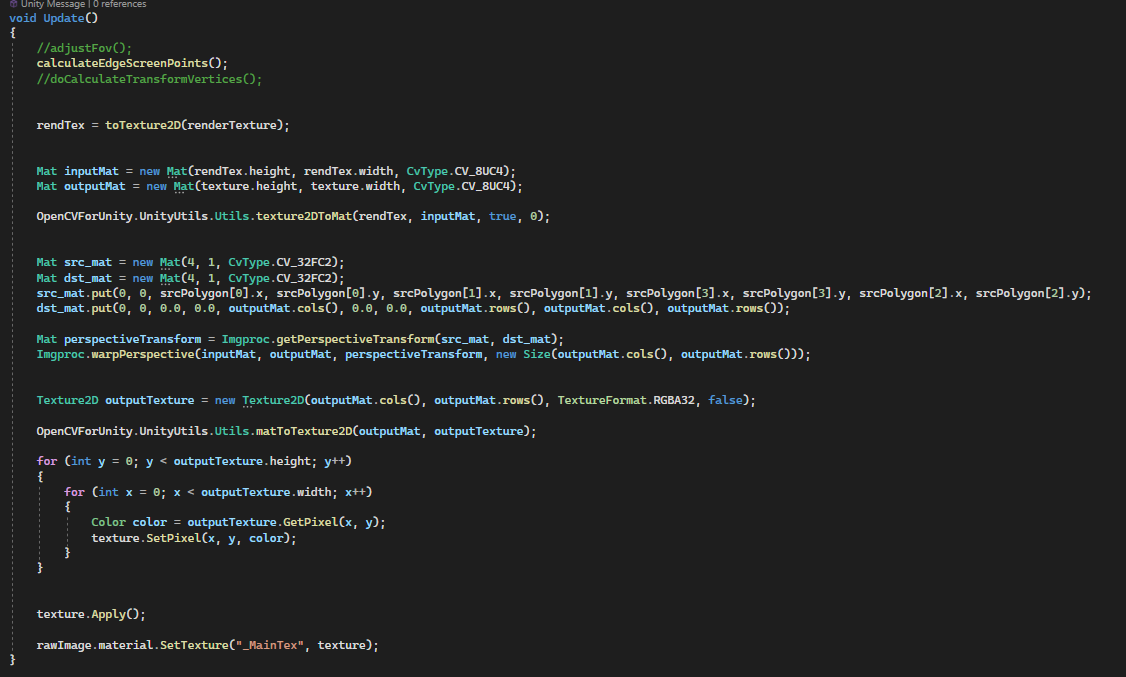 Unity Message | 0 references
void Update()
{
//adjustFov();
calculateEdgeScreenPoints();
//doCalculateTransformVertices();
rendTex = toTexture2D(renderTexture);
Mat inputMat = new Mat(rendTex.height, rendTex.width, CvType.CV_8UC4);
Mat outputMat = new Mat(texture.height, texture.width, CvType.CV_8UC4);
OpenCVForUnity.UnityUtils.Utils.texture2DToMat(rendTex, inputMat, true, 0);
Mat src_mat = new Mat(4, 1, CvType.CV_32FC2);
Mat dst_mat = new Mat(4, 1, CvType.CV_32FC2);
src_mat.put(0, 0, srcPolygon[0].x, srcPolygon[0].y, srcPolygon[1].x, srcPolygon[1].y, srcPolygon[3].x, srcPolygon[3].y, srcPolygon[2].x, srcPolygon[2].y);
dst_mat.put(0, 0, 0.0, 0.0, outputMat.cols(), 0.0, 0.0, outputMat.rows(), outputMat.cols(), outputMat.rows());
Mat perspectiveTransform = Imgproc.getPerspectiveTransform(src_mat, dst_mat);
Imgproc.warpPerspective(inputMat, outputMat, perspectiveTransform, new Size(outputMat.cols(), outputMat.rows()));
Texture2D outputTexture = new Texture2D(outputMat.cols(), outputMat.rows(), TextureFormat.RGBA32, false);
OpenCVForUnity.UnityUtils.Utils.matToTexture2D(outputMat, outputTexture);
for (int y = 0; y < outputTexture.height; y++)
{
for (int x = 0; x < outputTexture.width; x++)
{
Color color = outputTexture.GetPixel(x, y);
texture.SetPixel(x, y, color);
}
}
texture.Apply();
rawImage.material.SetTexture("_MainTex", texture);
}